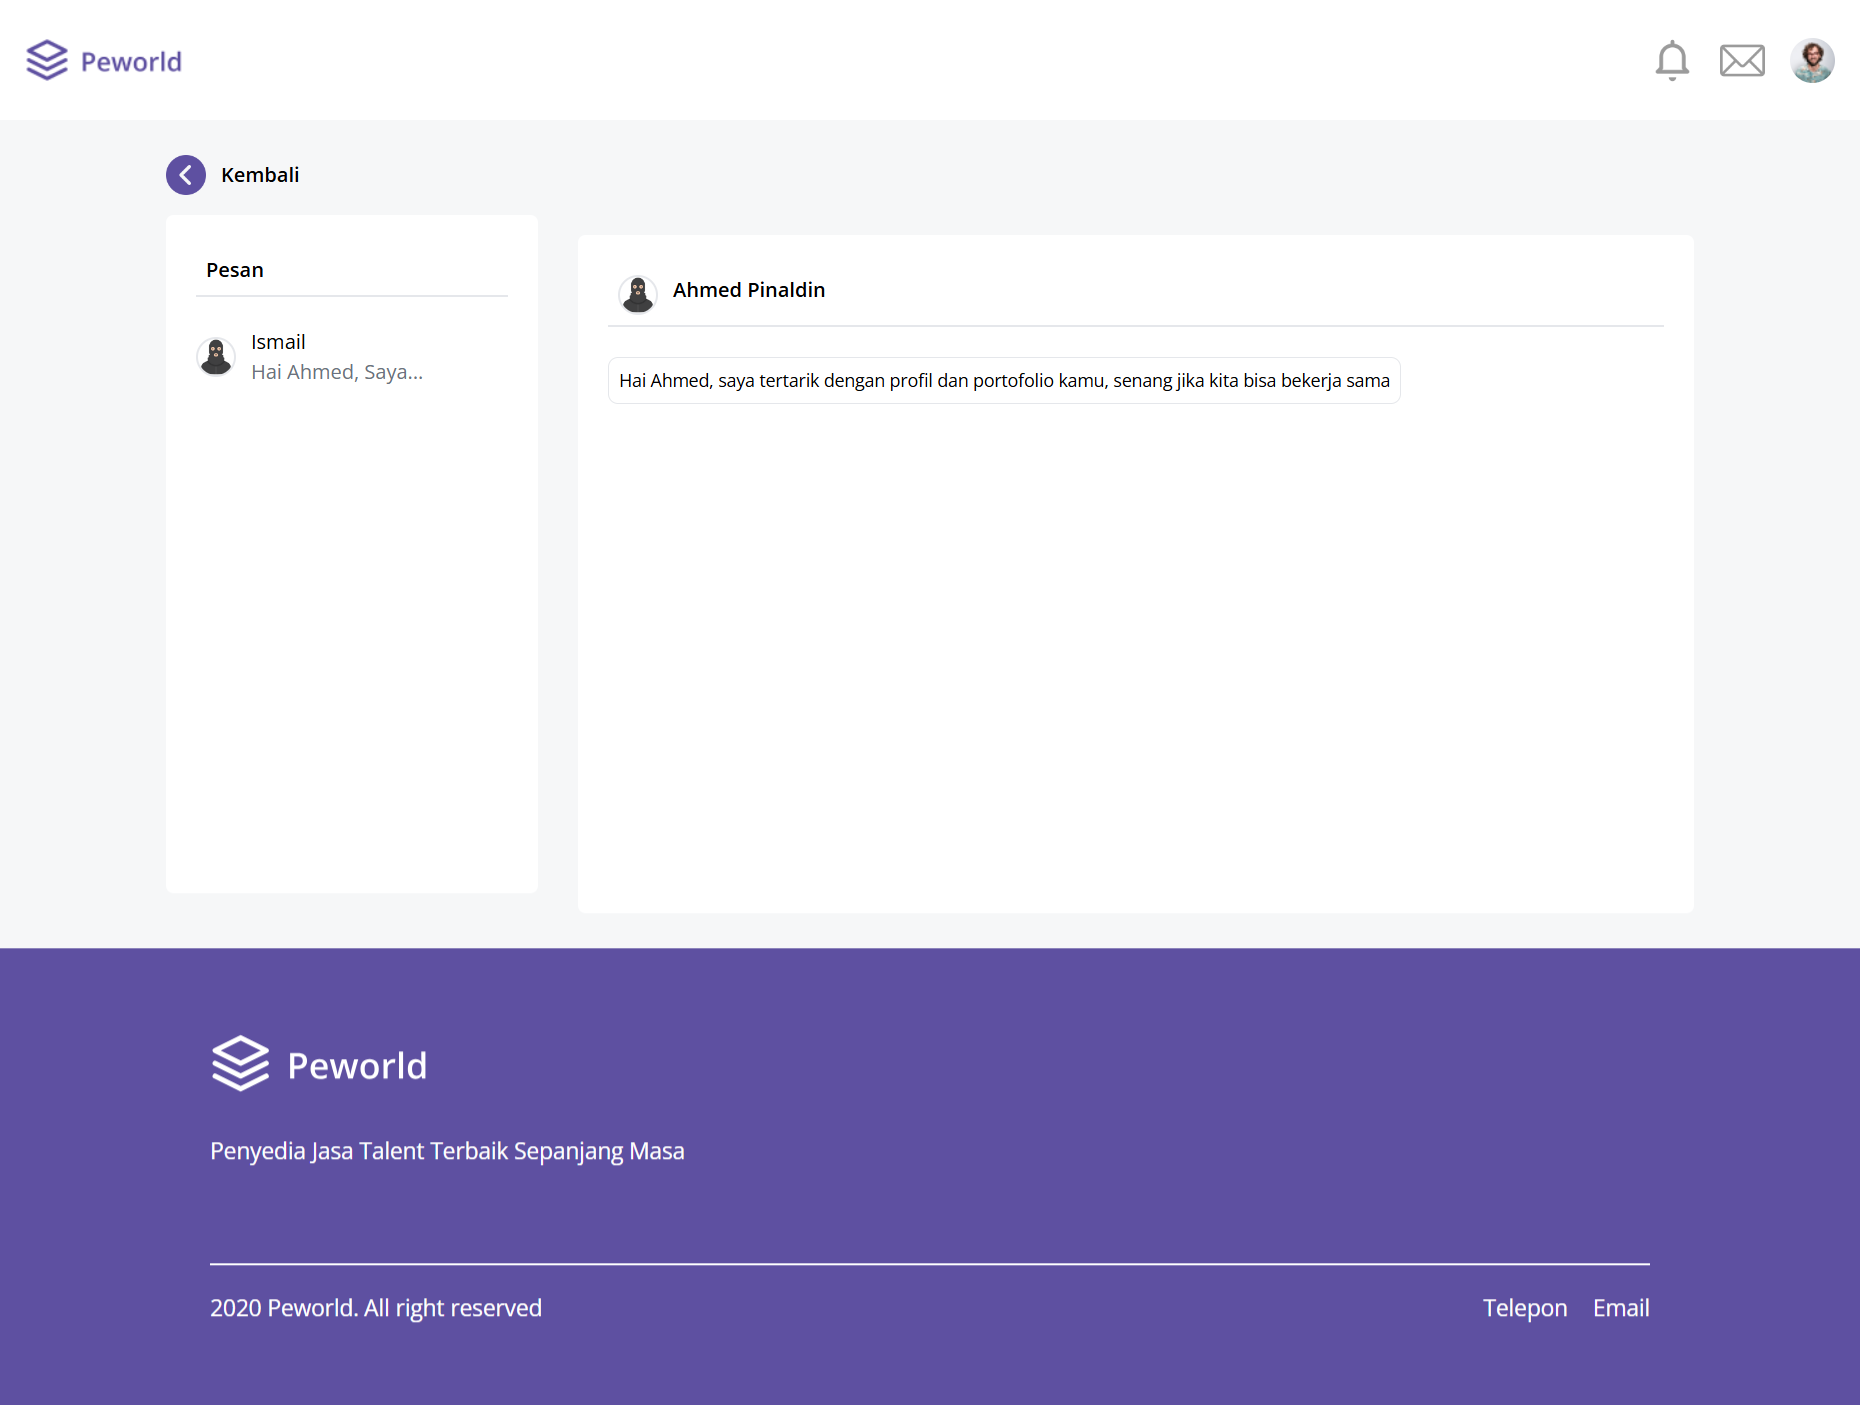 Peworld
Kembali
Pesan
Ismail
Hai Ahmed, Saya...
Ahmed Pinaldin
Hai Ahmed, saya tertarik dengan profil dan portofolio kamu, senang jika kita bisa bekerja sama
Peworld
Penyedia Jasa Talent Terbaik Sepanjang Masa
2020 Peworld. All right reserved
Telepon Email